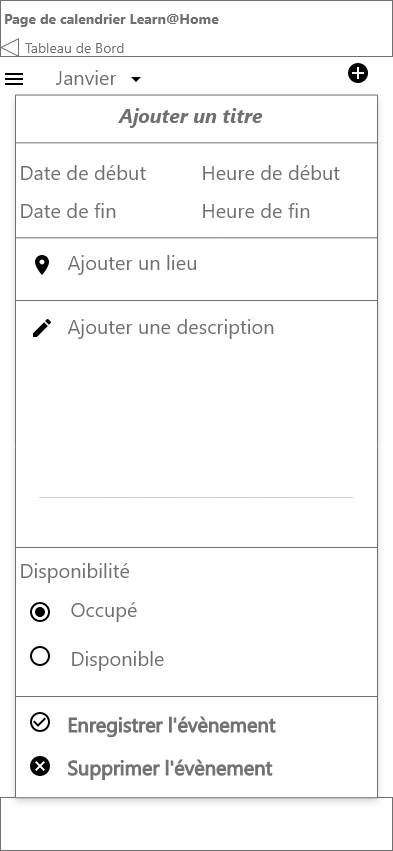 Page de calendrier Learn@Home
Tableau de Bord
Janvier
Ajouter un titre
Date de début Heure de début
Date de fin Heure de fin
Ajouter un lieu
Ajouter une description
Disponibilité
Occupé
Disponible
Enregistrer l'évènement
Supprimer l'évènement